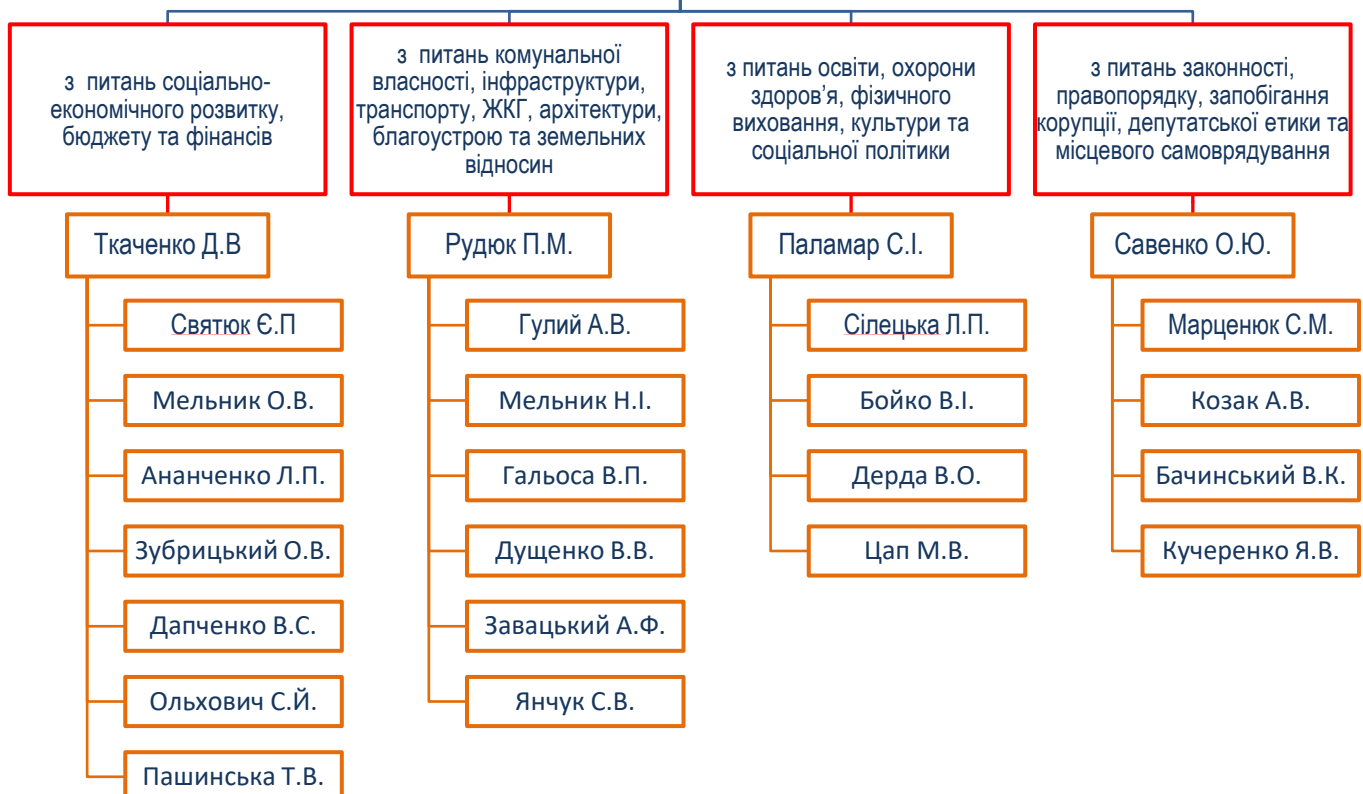 з питань соціально-
економічного розвитку,
бюджету та фінансів
з питань комунальної
власності, інфраструктури,
транспорту, ЖКГ, архітектури,
благоустрою та земельних
відносин
з питань освіти, охорони
здоров’я, фізичного
виховання, культури та
соціальної політики
з питань законності,
правопорядку, запобігання
корупції, депутатської етики та
місцевого самоврядування
Ткаченко Д.В
Святюк Є.П
Мельник О.В.
Ананченко Л.П.
Зубрицький О.В.
Дапченко В.С.
Ольхович С.Й.
Пашинська Т.В.
Рудюк П.М.
Гулий А.В.
Мельник Н.І.
Гальоса В.П.
Дущенко В.В.
Завацький А.Ф.
Янчук С.В.
Паламар С.І.
Сілецька Л.П.
Бойко В.І.
Дерда В.О.
Цап М.В.
Савенко О.Ю.
Марценюк С.М.
Козак А.В.
Бачинський В.К.
Кучеренко Я.В.